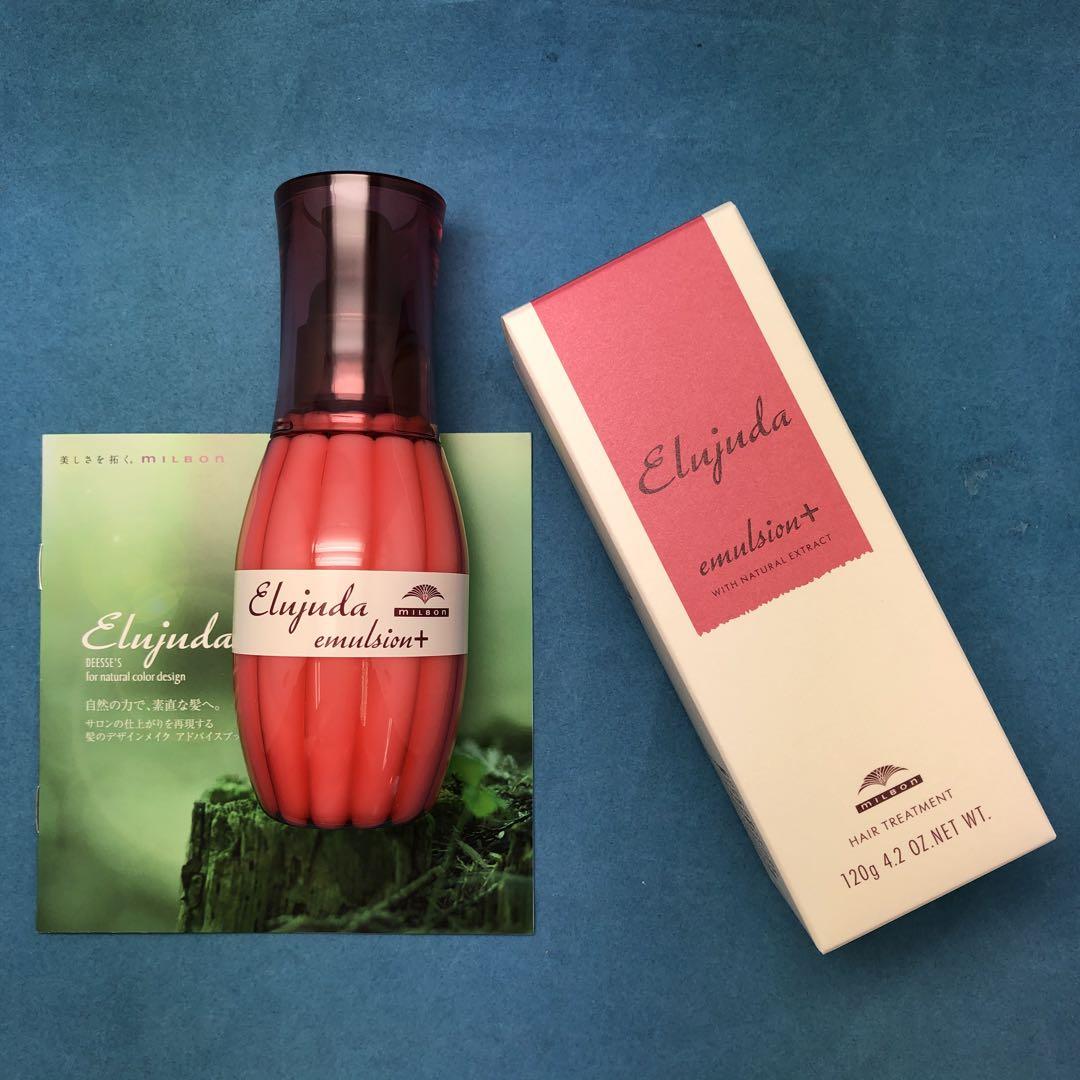 美しさを拓く。MILBON
Elujuda
DEESSE'S
for natural color design
自然の力で、素直な髪へ。
サロンの仕上がりを再現する
髪のデザインメイク アドバイスブッ
Elujuda
MILBON
emulsion+
Elujuda
emulsion+
WITH NATURAL EXTRACT
MILBON
HAIR TREATMENT
120g 4.2 OZ.NET WT.